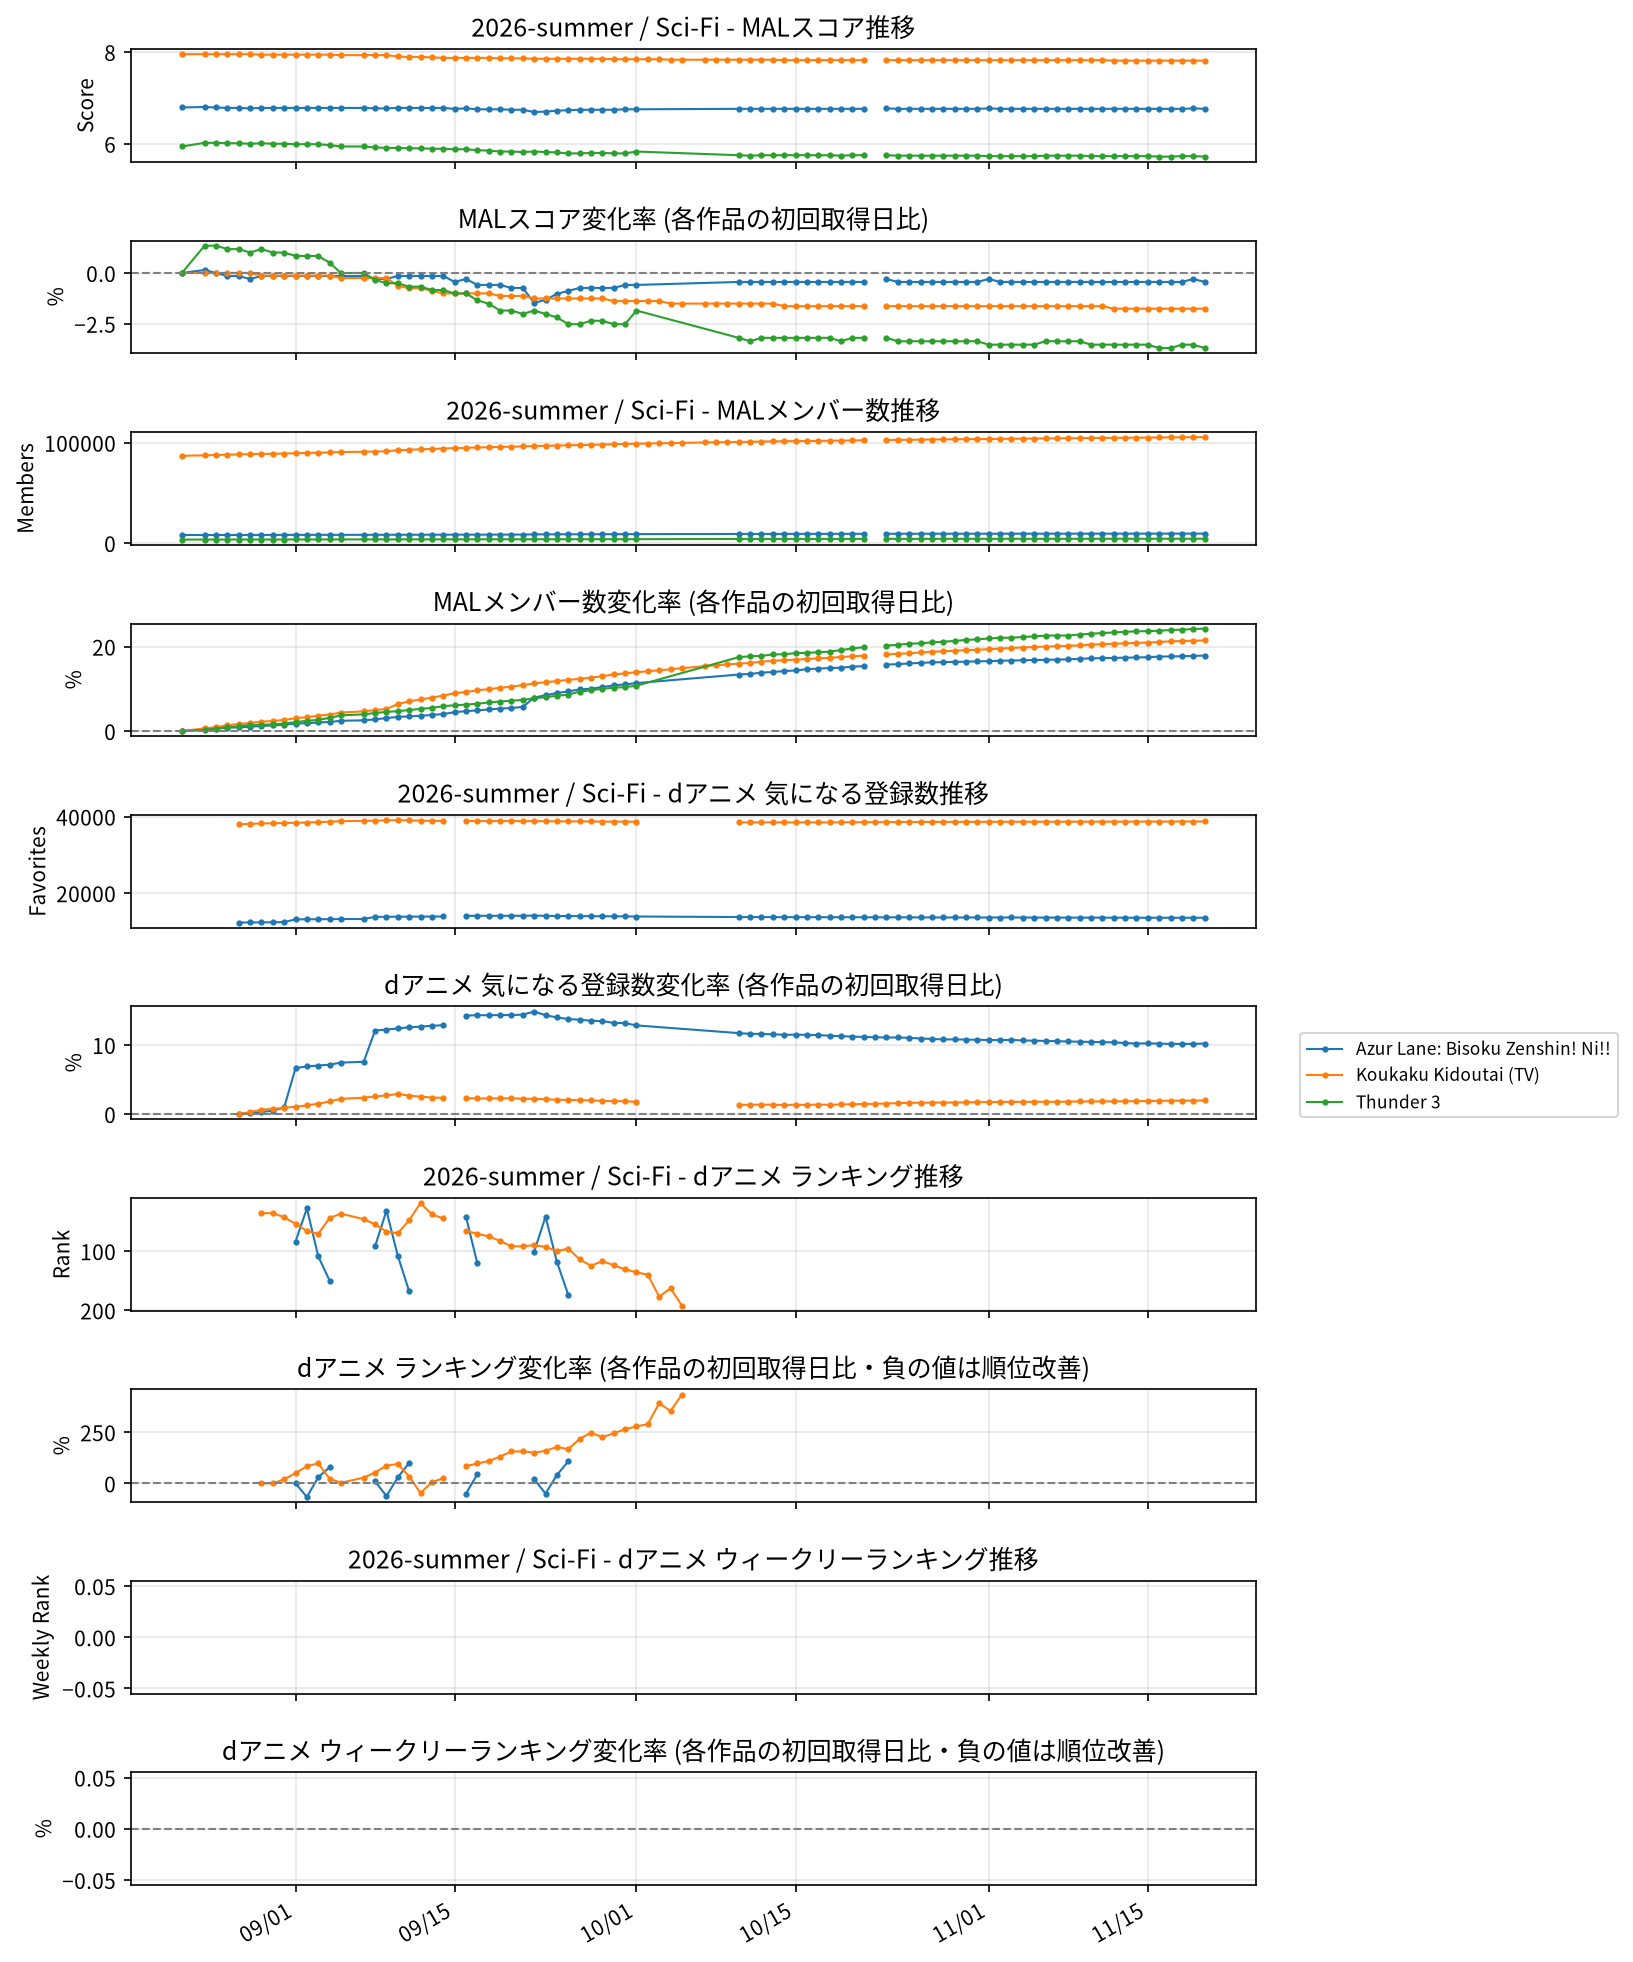 2026-summer / Sci-Fi - MALスコア推移
8
6
Score
MALスコア変化率 (各作品の初回取得日比)
0.0
−2.5
%
2026-summer / Sci-Fi - MALメンバー数推移
100000
0
Members
MALメンバー数変化率 (各作品の初回取得日比)
20
0
%
2026-summer / Sci-Fi - dアニメ 気になる登録数推移
40000
20000
Favorites
dアニメ 気になる登録数変化率 (各作品の初回取得日比)
10
0
%
Azur Lane: Bisoku Zenshin! Ni!!
Koukaku Kidoutai (TV)
Thunder 3
2026-summer / Sci-Fi - dアニメ ランキング推移
100
200
Rank
dアニメ ランキング変化率 (各作品の初回取得日比・負の値は順位改善)
250
0
%
2026-summer / Sci-Fi - dアニメ ウィークリーランキング推移
0.05
0.00
−0.05
Weekly Rank
dアニメ ウィークリーランキング変化率 (各作品の初回取得日比・負の値は順位改善)
0.05
0.00
−0.05
%
09/01
09/15
10/01
10/15
11/01
11/15